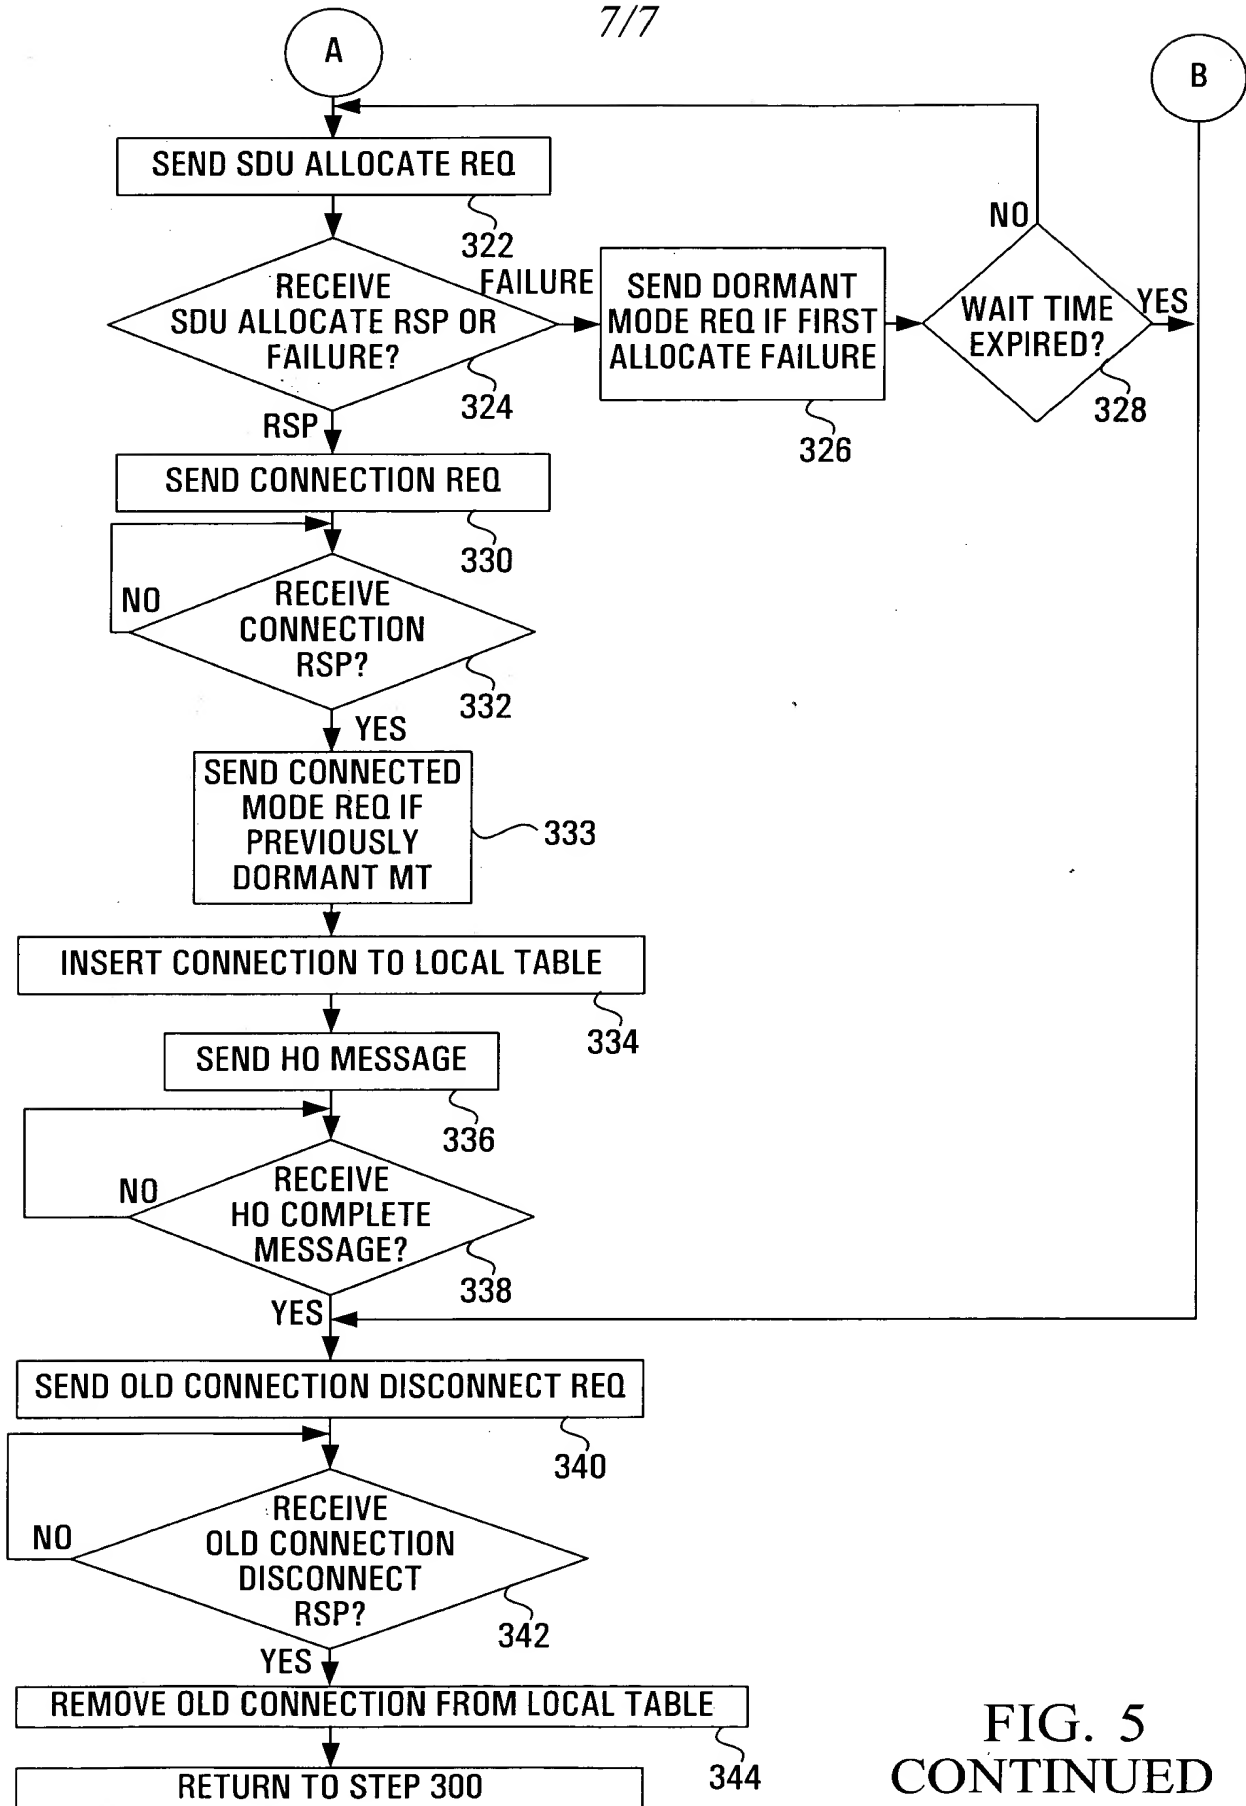 7/7
A
B
SEND SDU ALLOCATE REQ
322
NO
RECEIVE
SDU ALLOCATE RSP OR
FAILURE?
324
FAILURE
SEND DORMANT
MODE REQ IF FIRST
ALLOCATE FAILURE
326
WAIT TIME
EXPIRED?
328
YES
RSP
SEND CONNECTION REQ
330
NO
RECEIVE
CONNECTION
RSP?
332
YES
SEND CONNECTED
MODE REQ IF
PREVIOUSLY
DORMANT MT
333
INSERT CONNECTION TO LOCAL TABLE
334
SEND HO MESSAGE
336
NO
RECEIVE
HO COMPLETE
MESSAGE?
338
YES
SEND OLD CONNECTION DISCONNECT REQ
340
NO
RECEIVE
OLD CONNECTION
DISCONNECT
RSP?
342
YES
REMOVE OLD CONNECTION FROM LOCAL TABLE
344
RETURN TO STEP 300
FIG. 5
CONTINUED